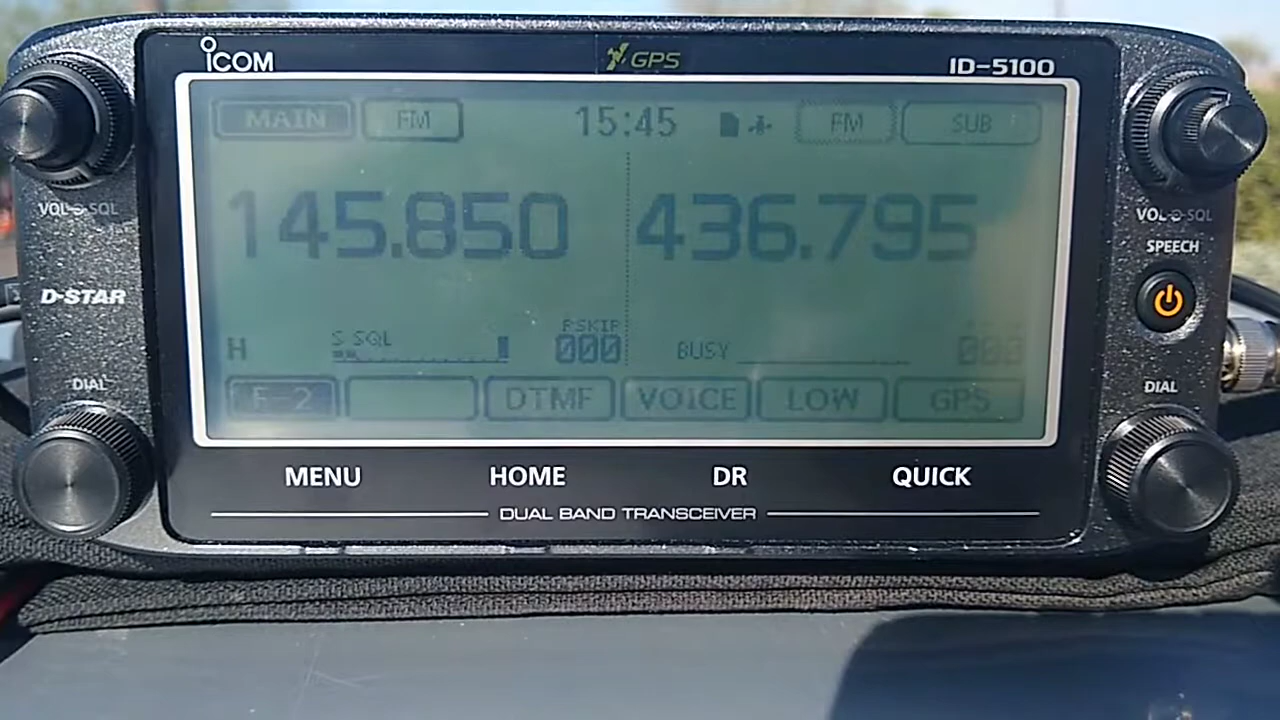 ICOM GPS ID-5100
MAIN FM 15:45 FM SUB
145.850 436.795
VOL SQL VOL SQL
SPEECH
D-STAR
PSKIP
H S SQL 000 BUSY
DIAL DIAL
F-2 DTMF VOICE LOW GPS
MENU HOME DR QUICK
DUAL BAND TRANSCEIVER